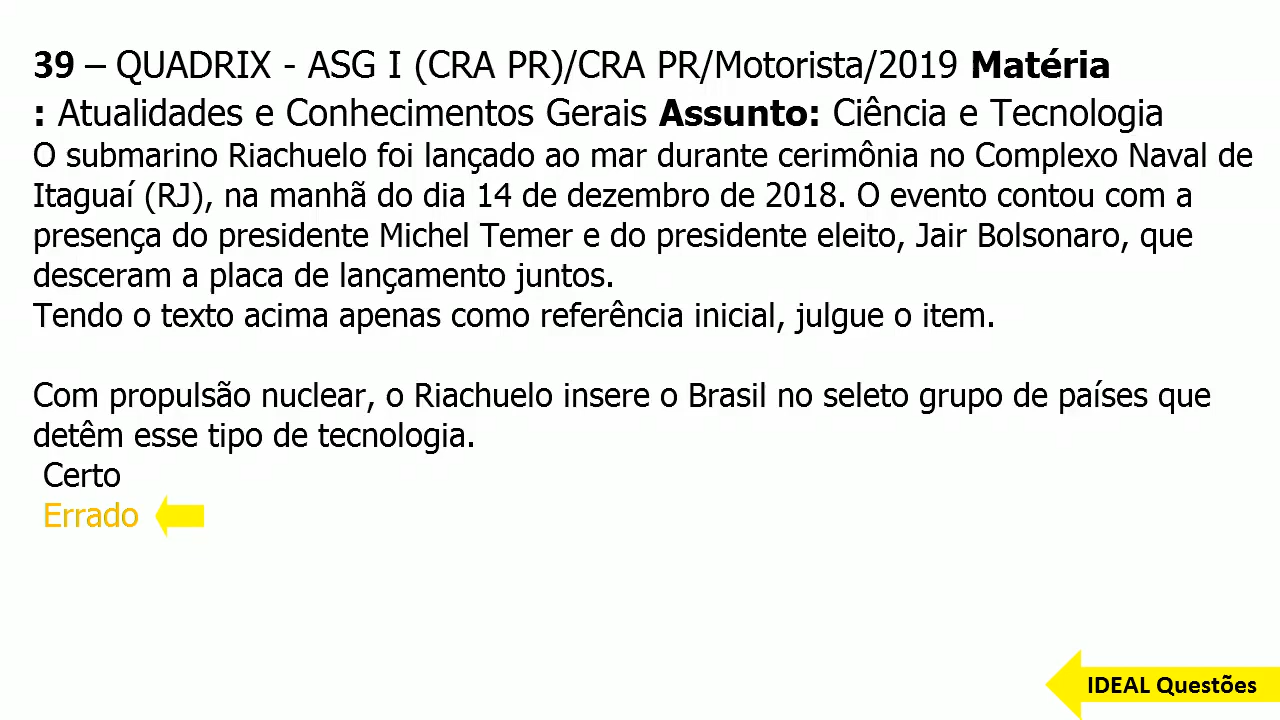 39 – QUADRIX - ASG I (CRA PR)/CRA PR/Motorista/2019 Matéria
: Atualidades e Conhecimentos Gerais Assunto: Ciência e Tecnologia
O submarino Riachuelo foi lançado ao mar durante cerimônia no Complexo Naval de
Itaguaí (RJ), na manhã do dia 14 de dezembro de 2018. O evento contou com a
presença do presidente Michel Temer e do presidente eleito, Jair Bolsonaro, que
desceram a placa de lançamento juntos.
Tendo o texto acima apenas como referência inicial, julgue o item.
Com propulsão nuclear, o Riachuelo insere o Brasil no seleto grupo de países que
detêm esse tipo de tecnologia.
Certo
Errado
IDEAL Questões